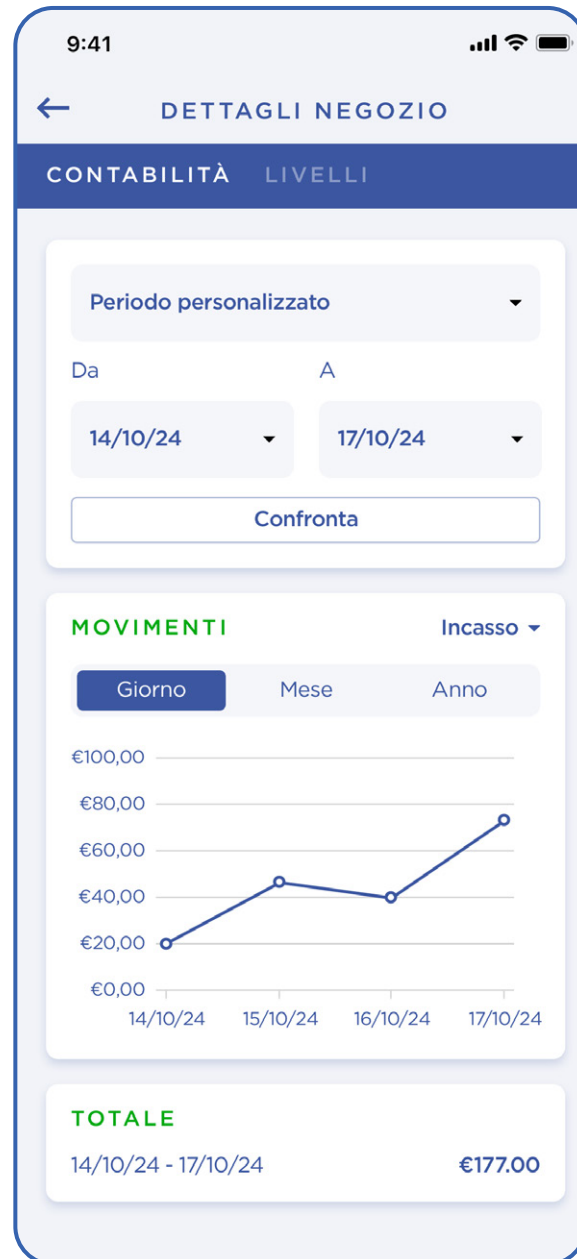 9:41
DETTAGLI NEGOZIO
CONTABILITÀ LIVELLI
Periodo personalizzato
Da A
14/10/24 17/10/24
Confronta
MOVIMENTI Incasso
Giorno Mese Anno
€100,00
€80,00
€60,00
€40,00
€20,00
€0,00
14/10/24 15/10/24 16/10/24 17/10/24
TOTALE
14/10/24 - 17/10/24 €177.00